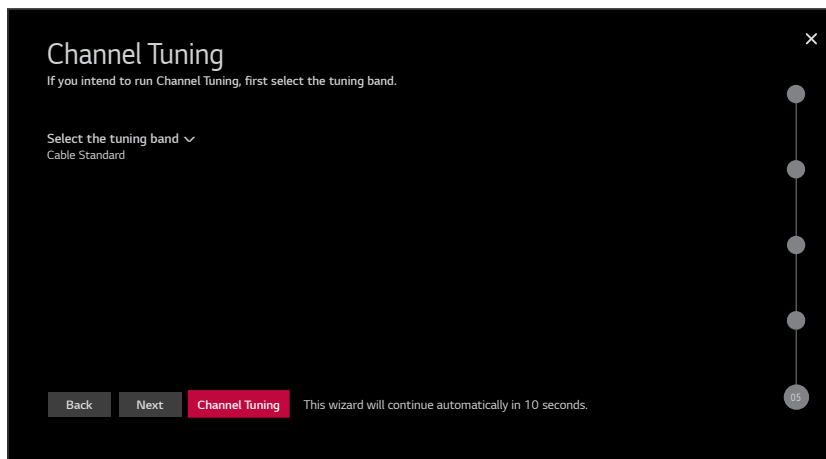 Channel Tuning
If you intend to run Channel Tuning, first select the tuning band.
Select the tuning band
Cable Standard
Back
Next
Channel Tuning
This wizard will continue automatically in 10 seconds.
05